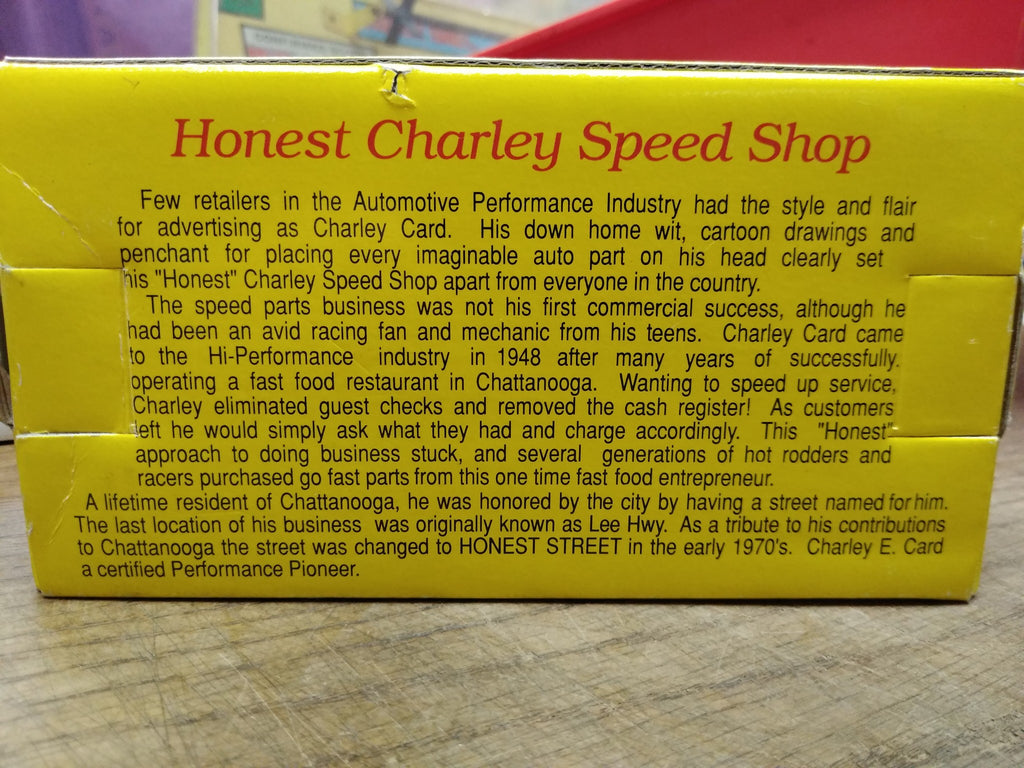 Honest Charley Speed Shop
Few retailers in the Automotive Performance Industry had the style and flair
for advertising as Charley Card. His down home wit, cartoon drawings and
penchant for placing every imaginable auto part on his head clearly set
his "Honest" Charley Speed Shop apart from everyone in the country.
The speed parts business was not his first commercial success, although he
had been an avid racing fan and mechanic from his teens. Charley Card came
to the Hi-Performance industry in 1948 after many years of successfully.
operating a fast food restaurant in Chattanooga. Wanting to speed up service,
Charley eliminated guest checks and removed the cash register! As customers
left he would simply ask what they had and charge accordingly. This "Honest"
approach to doing business stuck, and several generations of hot rodders and
racers purchased go fast parts from this one time fast food entrepreneur.
A lifetime resident of Chattanooga, he was honored by the city by having a street named for him.
The last location of his business was originally known as Lee Hwy. As a tribute to his contributions
to Chattanooga the street was changed to HONEST STREET in the early 1970's. Charley E. Card
a certified Performance Pioneer.